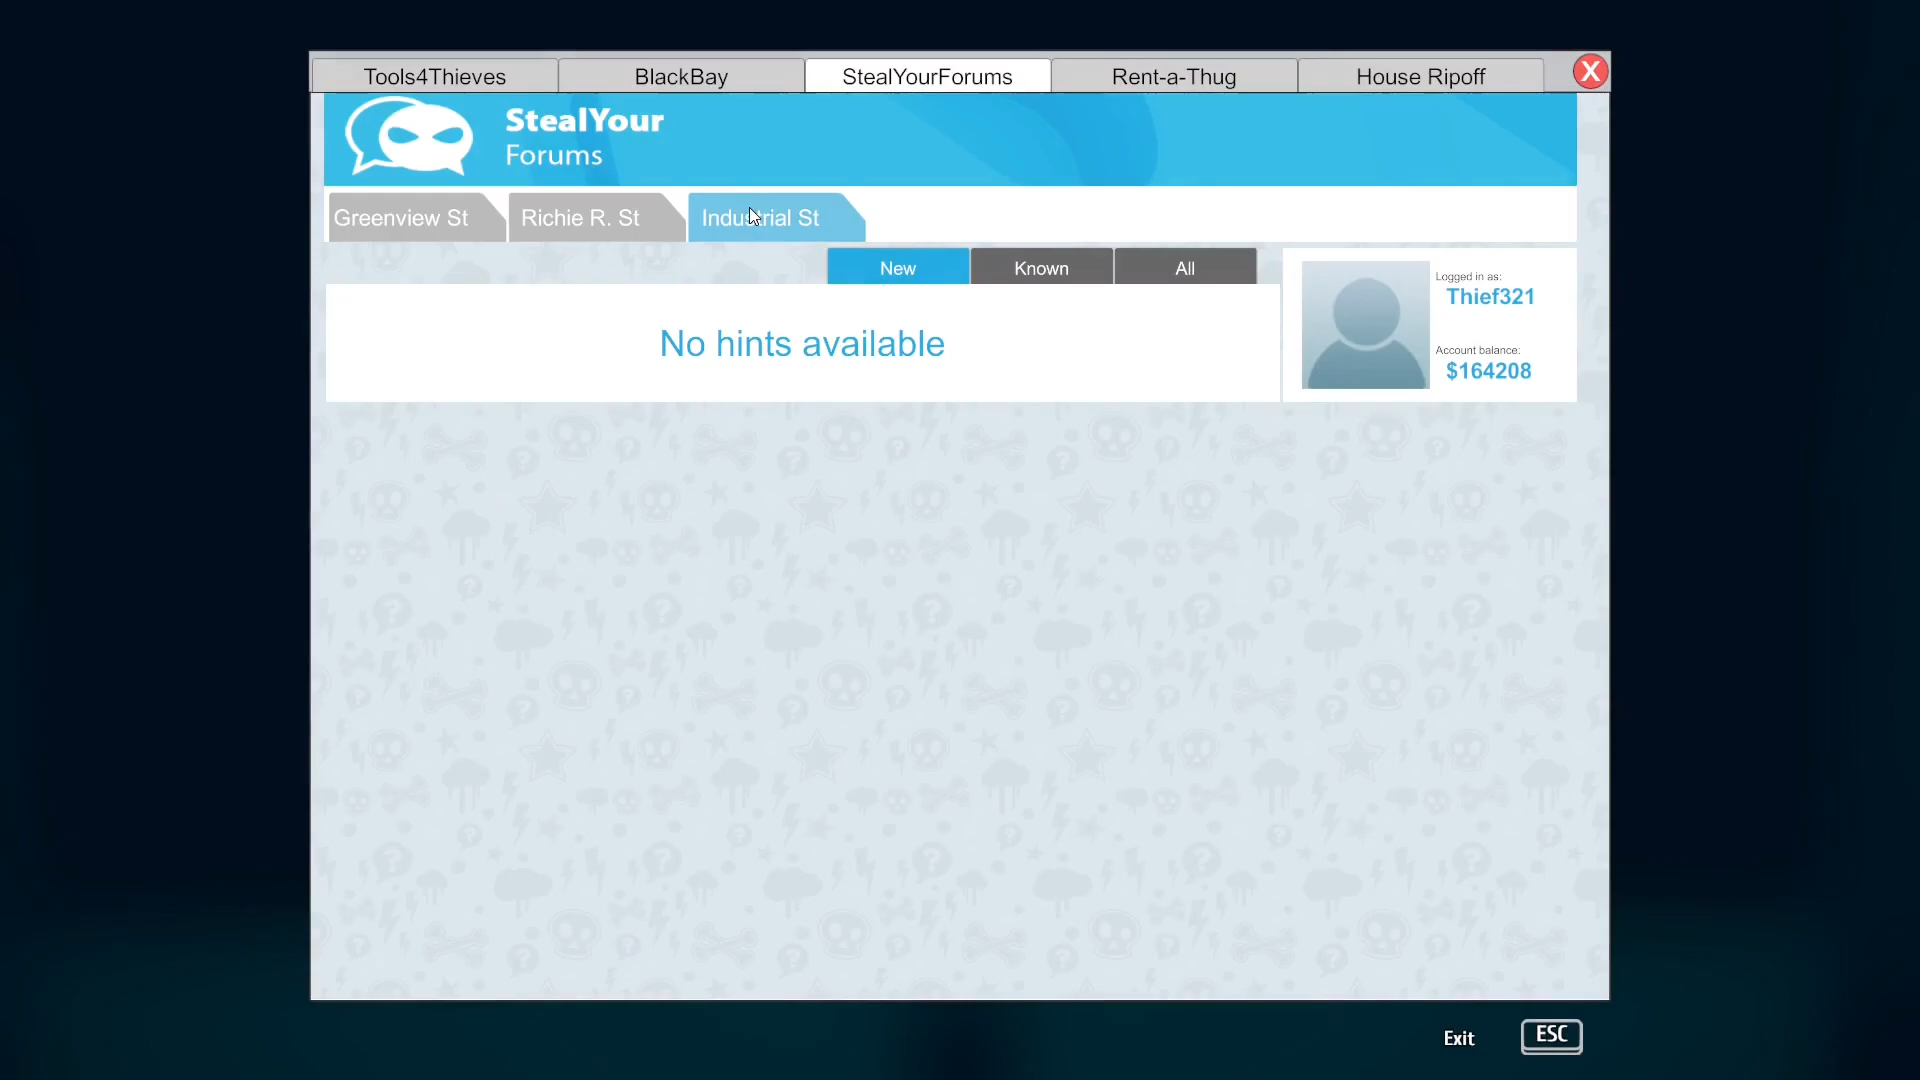 Tools4Thieves
BlackBay
StealYourForums
Rent-a-Thug
House Ripoff
X
StealYour
Forums
Greenview St
Richie R. St
Industrial St
New
Known
All
No hints available
Logged in as:
Thief321
Account balance:
$164208
Exit
ESC